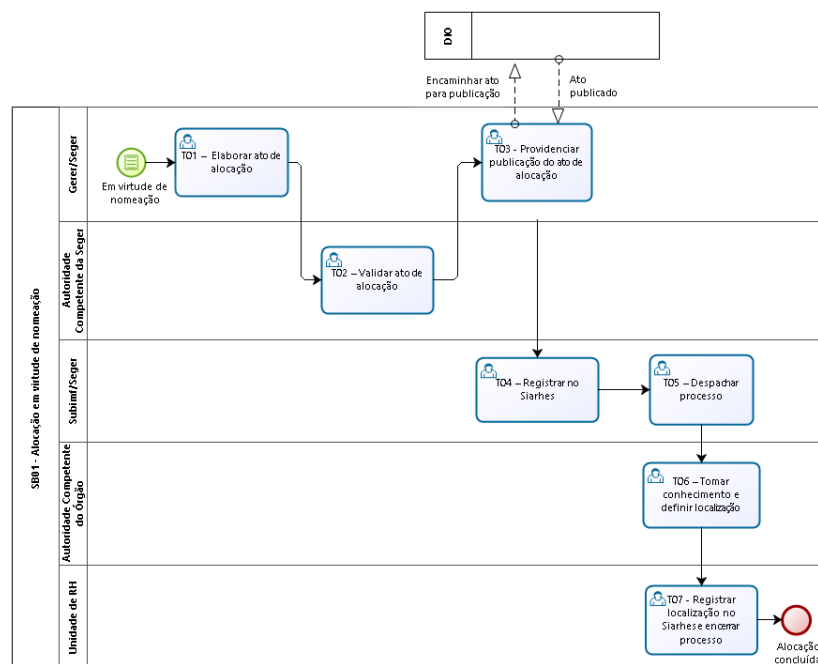 DIO
Encaminhar ato
para publicação
Ato
publicado
SB01 - Alocação em virtude de nomeação
Gerer/Seger
Em virtude de
nomeação
T01 – Elaborar ato de
alocação
T03 - Providenciar
publicação do ato de
alocação
Autoridade
Competente da Seger
T02 – Validar ato de
alocação
Subimf/Seger
T04 – Registrar no
Siarhes
T05 – Despachar
processo
Autoridade Competente
do Órgão
T06 – Tomar
conhecimento e
definir localização
Unidade de RH
T07 - Registrar
localização no
Siarhes e encerrar
processo
Alocação
concluída